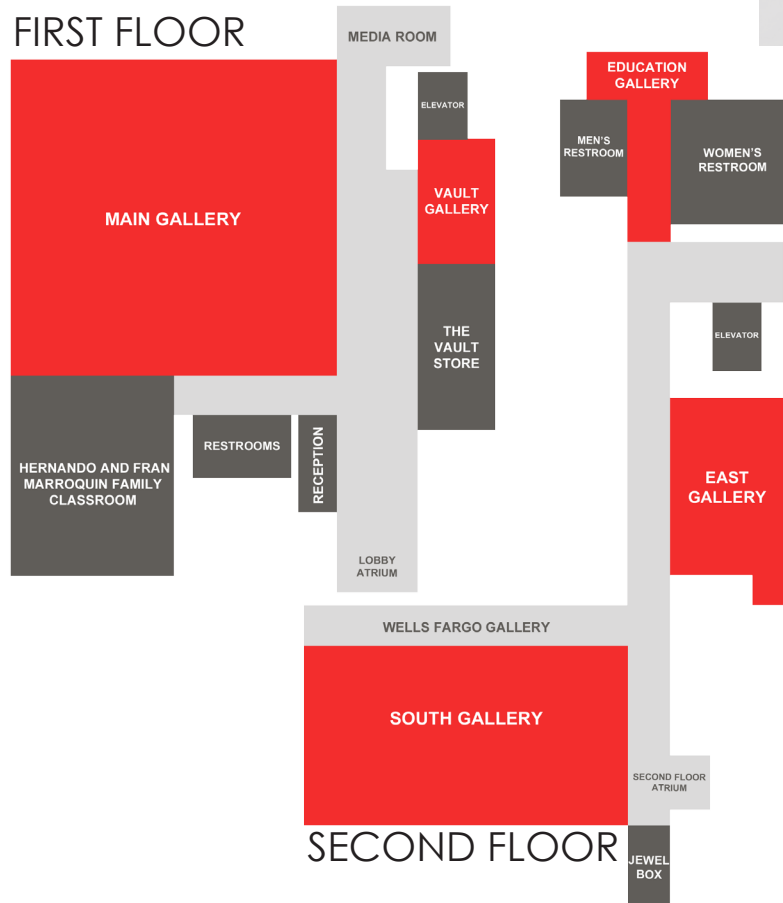 FIRST FLOOR
MEDIA ROOM
ELEVATOR
MAIN GALLERY
VAULT
GALLERY
THE
VAULT
STORE
HERNANDO AND FRAN
MARROQUIN FAMILY
CLASSROOM
RESTROOMS
RECEPTION
LOBBY
ATRIUM
EDUCATION
GALLERY
MEN'S
RESTROOM
WOMEN'S
RESTROOM
ELEVATOR
EAST
GALLERY
WELLS FARGO GALLERY
SOUTH GALLERY
SECOND FLOOR
ATRIUM
SECOND FLOOR
JEWEL
BOX